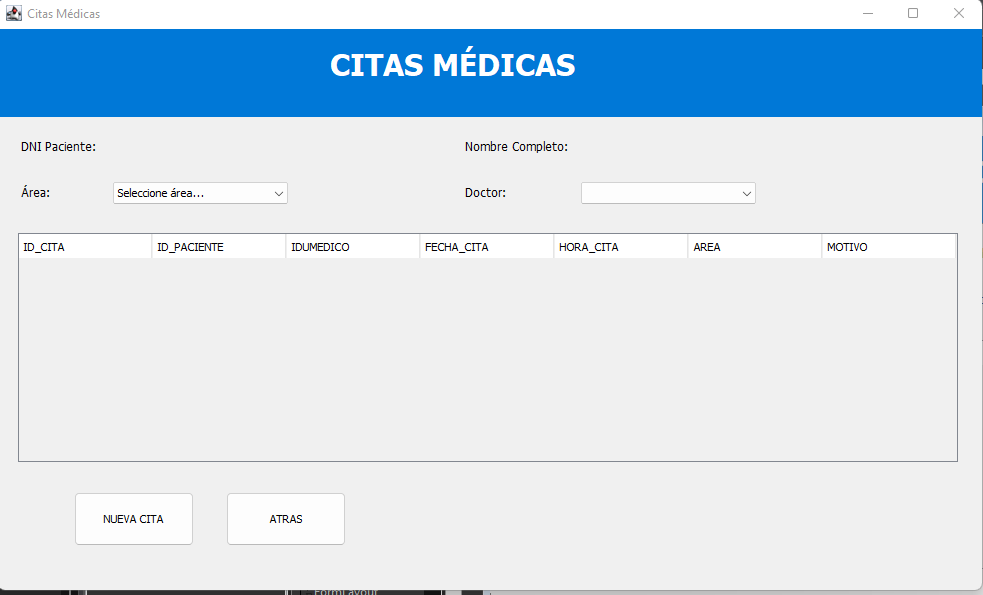 Citas Médicas
CITAS MÉDICAS
DNI Paciente: Nombre Completo:
Área: Seleccione área... Doctor:
ID_CITA ID_PACIENTE IDUMEDICO FECHA_CITA HORA_CITA AREA MOTIVO
NUEVA CITA ATRAS
FormLayout